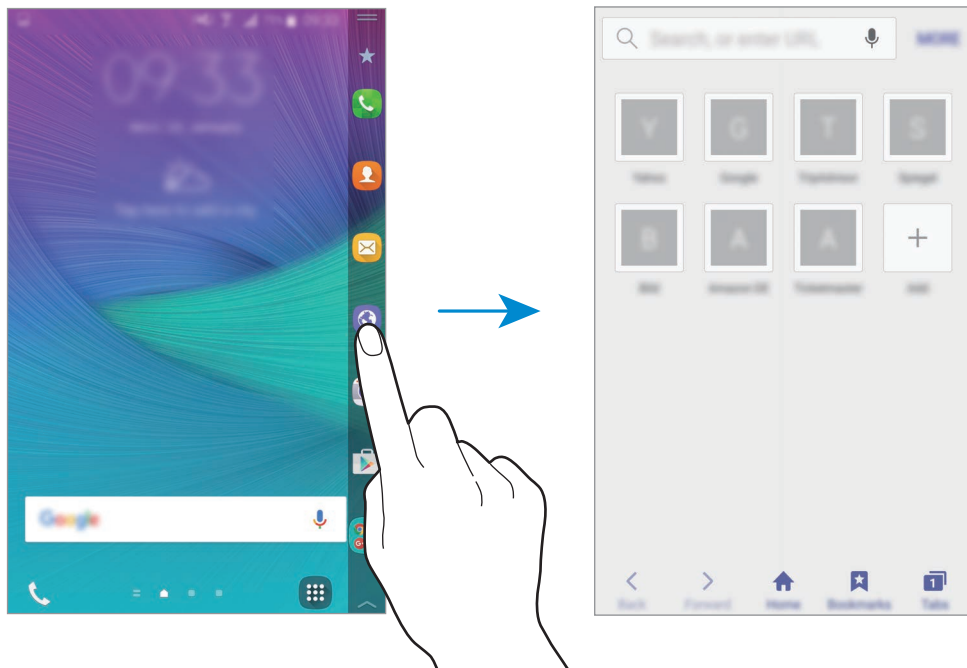 09:33
Google
Search, or enter URL
MORE
Y G T S
Yahoo Google TripAdvisor Spiegel
B A A
Bild Amazon DE Ticketmaster Add
1
Back Forward Home Bookmarks Tabs